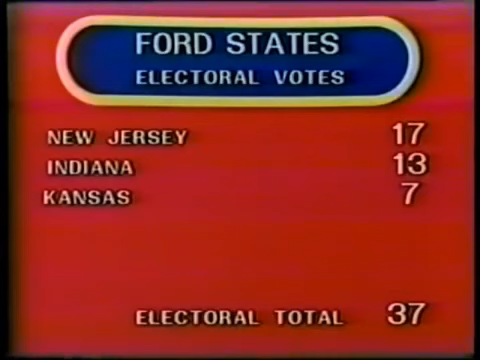 FORD STATES
ELECTORAL VOTES
NEW JERSEY 17
INDIANA 13
KANSAS 7
ELECTORAL TOTAL 37